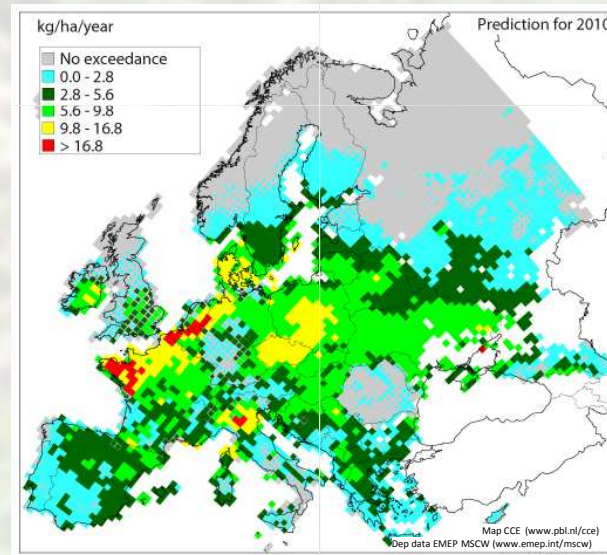 kg/ha/year
Prediction for 2010
No exceedance
0.0 - 2.8
2.8 - 5.6
5.6 - 9.8
9.8 - 16.8
> 16.8
Map CCE (www.pbl.nl/cce)
Dep data EMEP MSCW (www.emep.int/mscw)